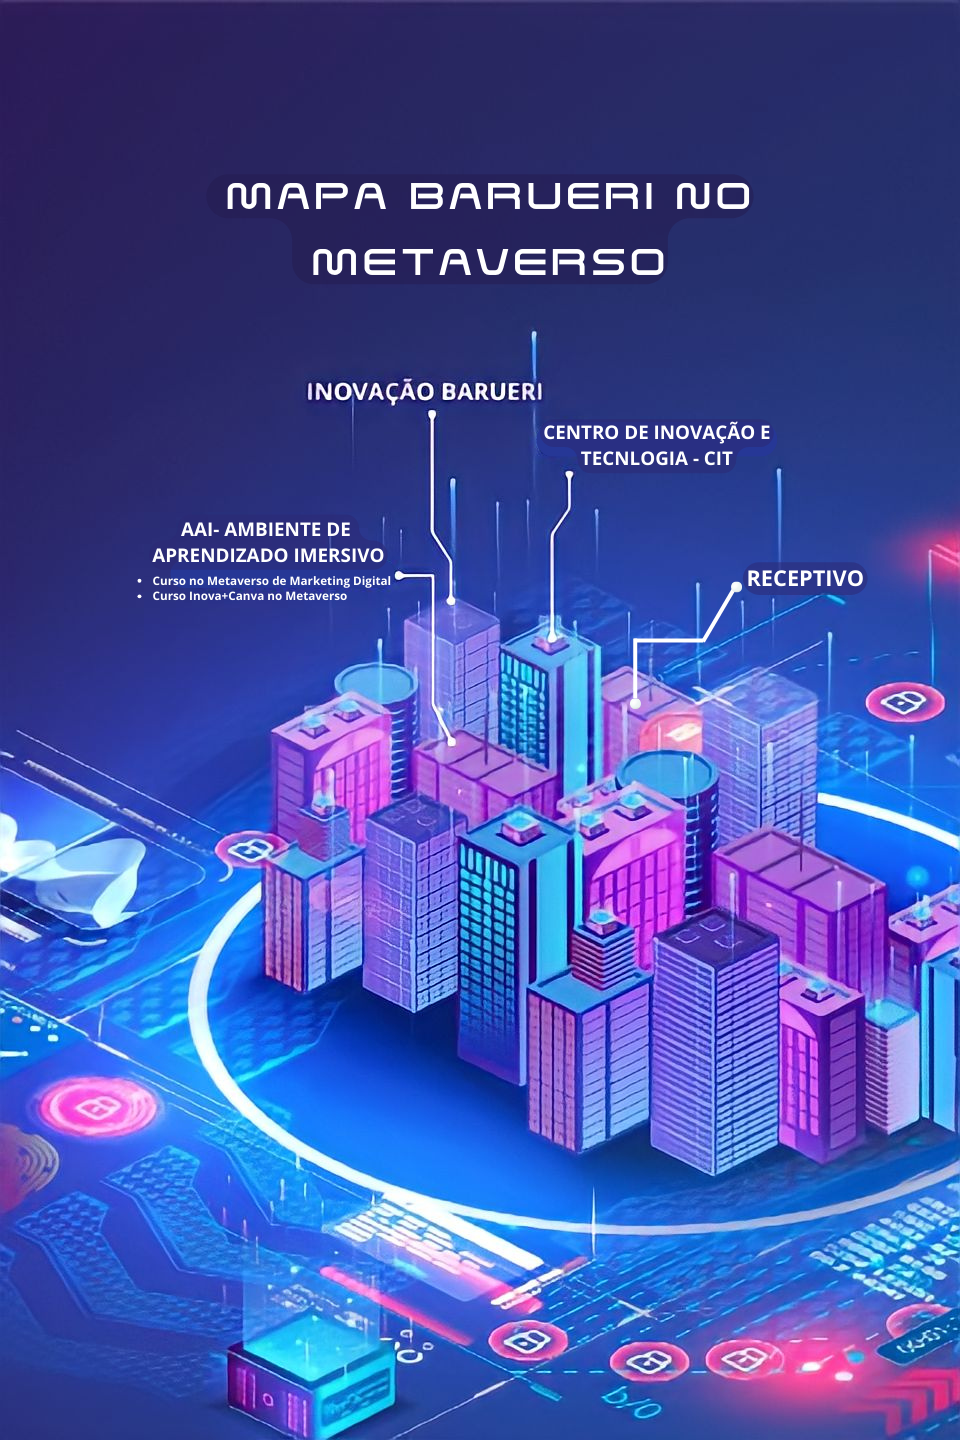 MAPA BARUERI NO
METAVERSO
INOVAÇÃO BARUERI
CENTRO DE INOVAÇÃO E
TECNLOGIA - CIT
AAI- AMBIENTE DE
APRENDIZADO IMERSIVO
• Curso no Metaverso de Marketing Digital
• Curso Inova+Canva no Metaverso
RECEPTIVO
b/o